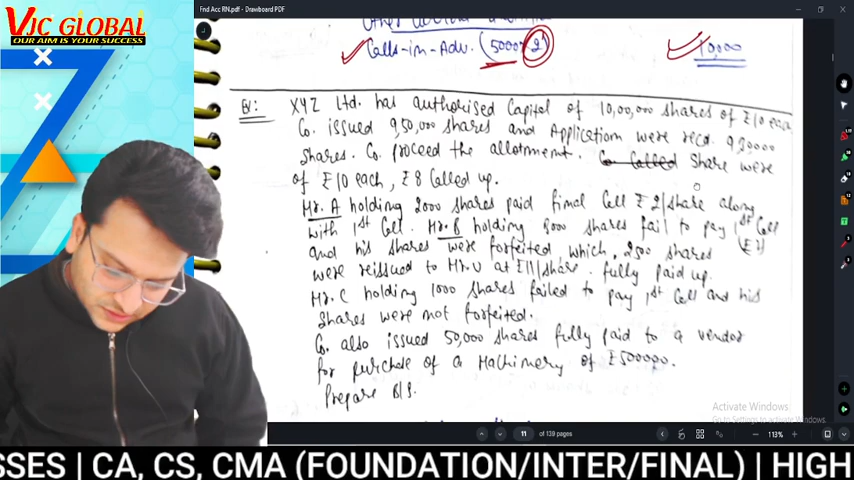 VJC GLOBAL
OUR AIM IS YOUR SUCCESS
Fnd Acc RN.pdf - Drawboard PDF
Calls-in-Adv. (5000 × 2)
10,000
XYZ Ltd. has authorised Capital of 10,00,000 shares of ₹10 each
Co. issued 9,50,000 shares and Application were recd.
shares. Co. proceed the allotment. Co. Called Share were
of ₹10 each, ₹8 Called up.
Mr. A holding 2000 shares paid final Call ₹2/share along
with 1st Call. Mr. B holding shares fail to pay 1st Call
and his shares were forfeited which, 2500 shares
were reissued to Mr. U at ₹11/share. fully paid up.
Mr. C holding 1000 shares failed to pay 1st Call and his
shares were not forfeited.
Co. also issued 50,000 shares fully paid to a vendor
for purchase of a Machinery of ₹500000.
Prepare B/S.
Activate Windows
Go to Settings to activate Windows.
11 of 139 pages
113%
SSES | CA, CS, CMA (FOUNDATION/INTER/FINAL) | HIGH